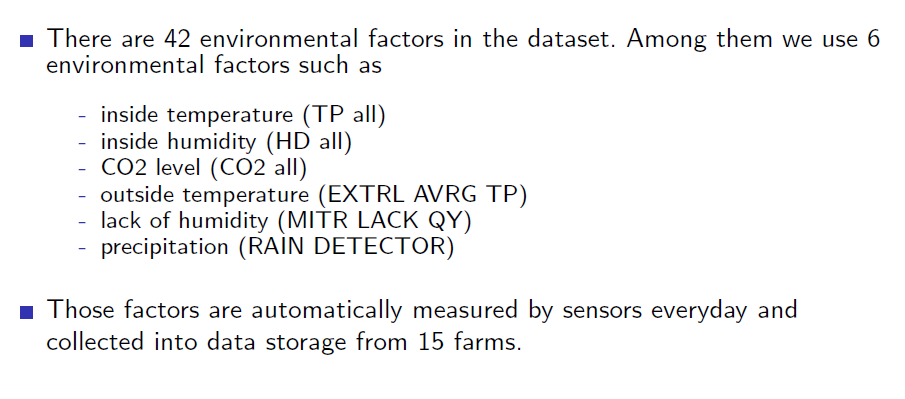 There are 42 environmental factors in the dataset. Among them we use 6
environmental factors such as
- inside temperature (TP all)
- inside humidity (HD all)
- CO2 level (CO2 all)
- outside temperature (EXTRL AVRG TP)
- lack of humidity (MITR LACK QY)
- precipitation (RAIN DETECTOR)
Those factors are automatically measured by sensors everyday and
collected into data storage from 15 farms.